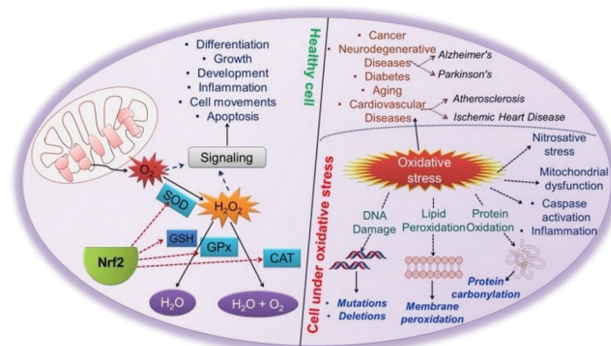 • Differentiation
• Growth
• Development
• Inflammation
• Cell movements
• Apoptosis
Signaling
O₂
H₂O₂
SOD
GSH
GPx
CAT
Nrf2
H₂O
H₂O + O₂
Healthy cell
Cell under oxidative stress
• Cancer
• Neurodegenerative
Diseases
• Diabetes
• Aging
• Cardiovascular
Diseases
Alzheimer's
Parkinson's
Atherosclerosis
Ischemic Heart Disease
Oxidative
stress
Nitrosative
stress
Mitochondrial
dysfunction
• Caspase
activation
• Inflammation
DNA
Damage
Lipid
Peroxidation
Protein
Oxidation
• Mutations
• Deletions
Membrane
peroxidation
Protein
carbonylation